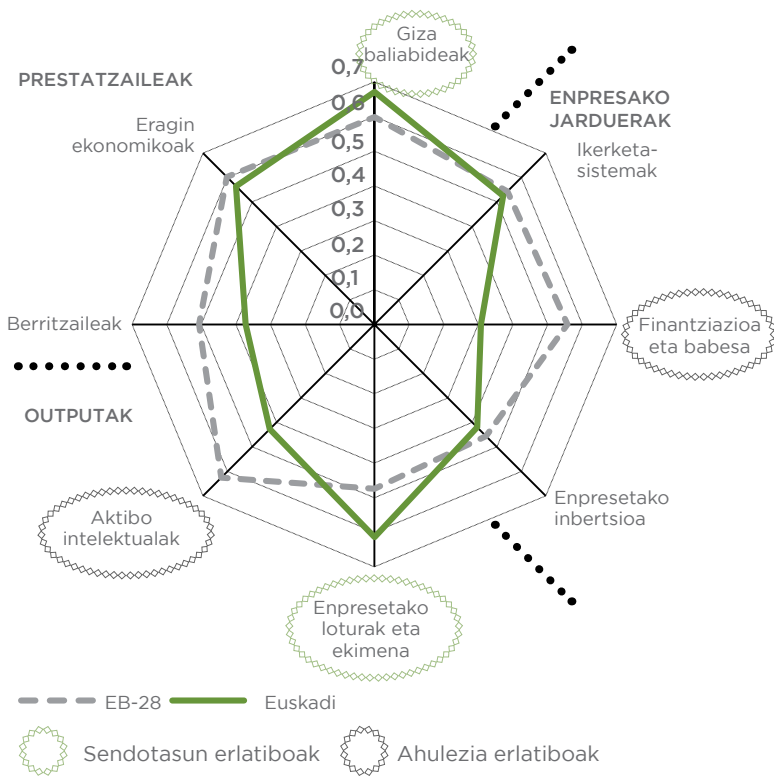 Giza
baliabideak
PRESTATZAILEAK
ENPRESAKO
JARDUERAK
Eragin
ekonomikoak
Ikerketa-
sistemak
0,7
0,6
0,5
0,4
0,3
0,2
0,1
0,0
Berritzaileak
Finantziazioa
eta babesa
OUTPUTAK
Aktibo
intelektualak
Enpresetako
inbertsioa
Enpresetako
loturak eta
ekimena
EB-28
Euskadi
Sendotasun erlatiboak
Ahulezia erlatiboak